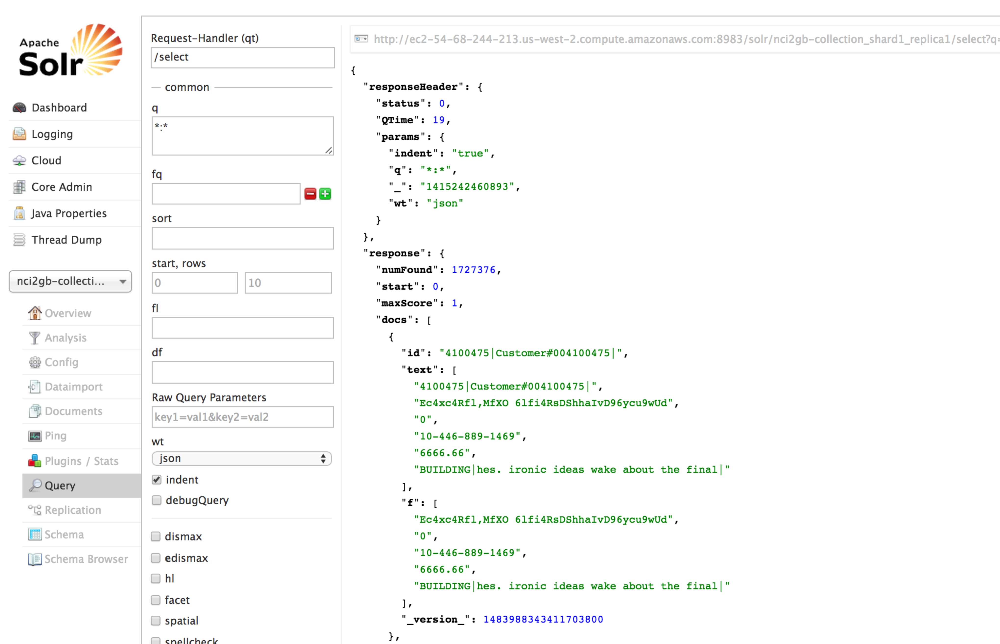 Apache
Solr
Dashboard
Logging
Cloud
Core Admin
Java Properties
Thread Dump
nci2gb-collecti...
Overview
Analysis
Config
Dataimport
Documents
Ping
Plugins / Stats
Query
Replication
Schema
Schema Browser
Request-Handler (qt)
/select
common
q
*:*
fq
sort
start, rows
0 10
fl
df
Raw Query Parameters
key1=val1&key2=val2
wt
json
indent
debugQuery
dismax
edismax
hl
facet
spatial
spellcheck
http://ec2-54-68-244-213.us-west-2.compute.amazonaws.com:8983/solr/nci2gb-collection_shard1_replica1/select?q=
{
"responseHeader": {
"status": 0,
"QTime": 19,
"params": {
"indent": "true",
"q": "*:*",
"_": "1415242460893",
"wt": "json"
}
},
"response": {
"numFound": 1727376,
"start": 0,
"maxScore": 1,
"docs": [
{
"id": "4100475|Customer#004100475|",
"text": [
"4100475|Customer#004100475|",
"Ec4xc4Rfl,MfXO 6lfi4RsDShhaIvD96ycu9wUd",
"0",
"10-446-889-1469",
"6666.66",
"BUILDING|hes. ironic ideas wake about the final|"
],
"f": [
"Ec4xc4Rfl,MfXO 6lfi4RsDShhaIvD96ycu9wUd",
"0",
"10-446-889-1469",
"6666.66",
"BUILDING|hes. ironic ideas wake about the final|"
],
"_version_": 1483988343411703800
},